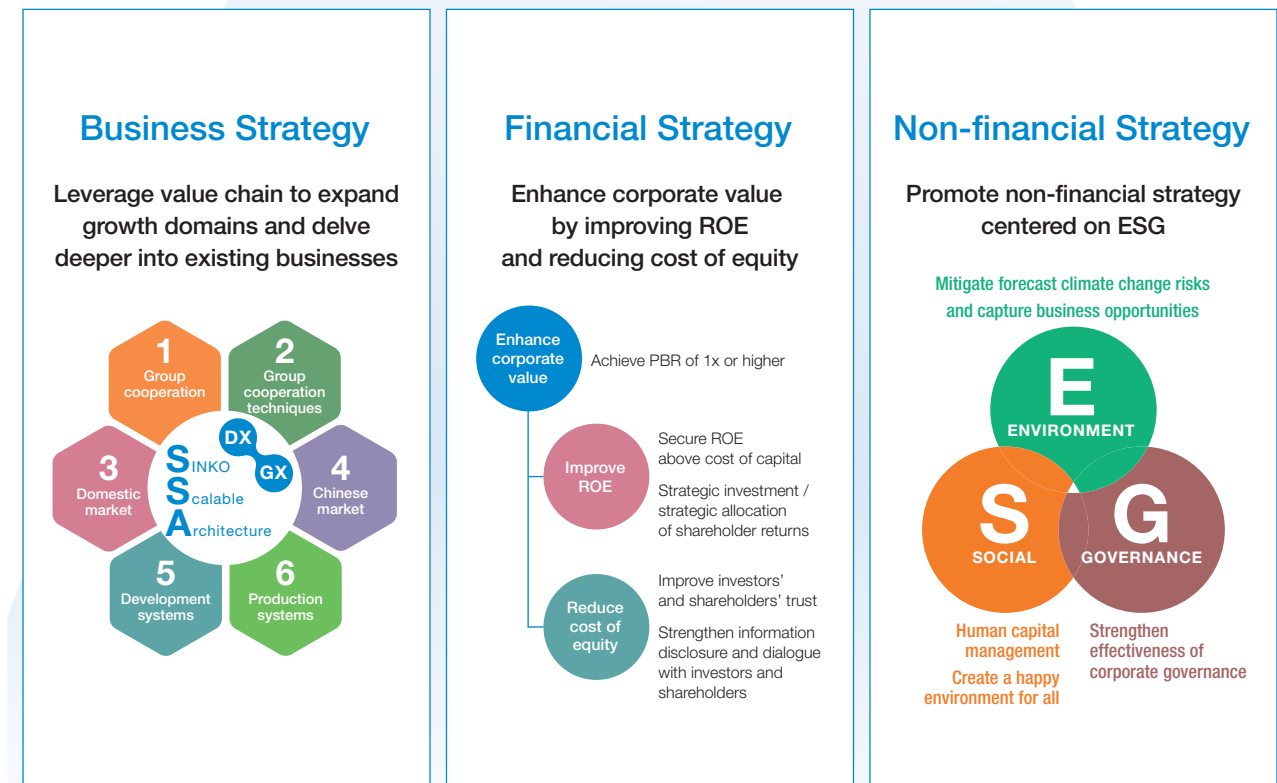 Business Strategy
Leverage value chain to expand
growth domains and delve
deeper into existing businesses
1
Group
cooperation
2
Group
cooperation
techniques
3
Domestic
market
DX
GX
SINKO
Scalable
Architecture
4
Chinese
market
5
Development
systems
6
Production
systems
Financial Strategy
Enhance corporate value
by improving ROE
and reducing cost of equity
Enhance
corporate
value
Achieve PBR of 1x or higher
Improve
ROE
Secure ROE
above cost of capital
Strategic investment /
strategic allocation
of shareholder returns
Reduce
cost of
equity
Improve investors’
and shareholders’ trust
Strengthen information
disclosure and dialogue
with investors and
shareholders
Non-financial Strategy
Promote non-financial strategy
centered on ESG
Mitigate forecast climate change risks
and capture business opportunities
E
ENVIRONMENT
S
SOCIAL
G
GOVERNANCE
Human capital
management
Create a happy
environment for all
Strengthen
effectiveness of
corporate governance